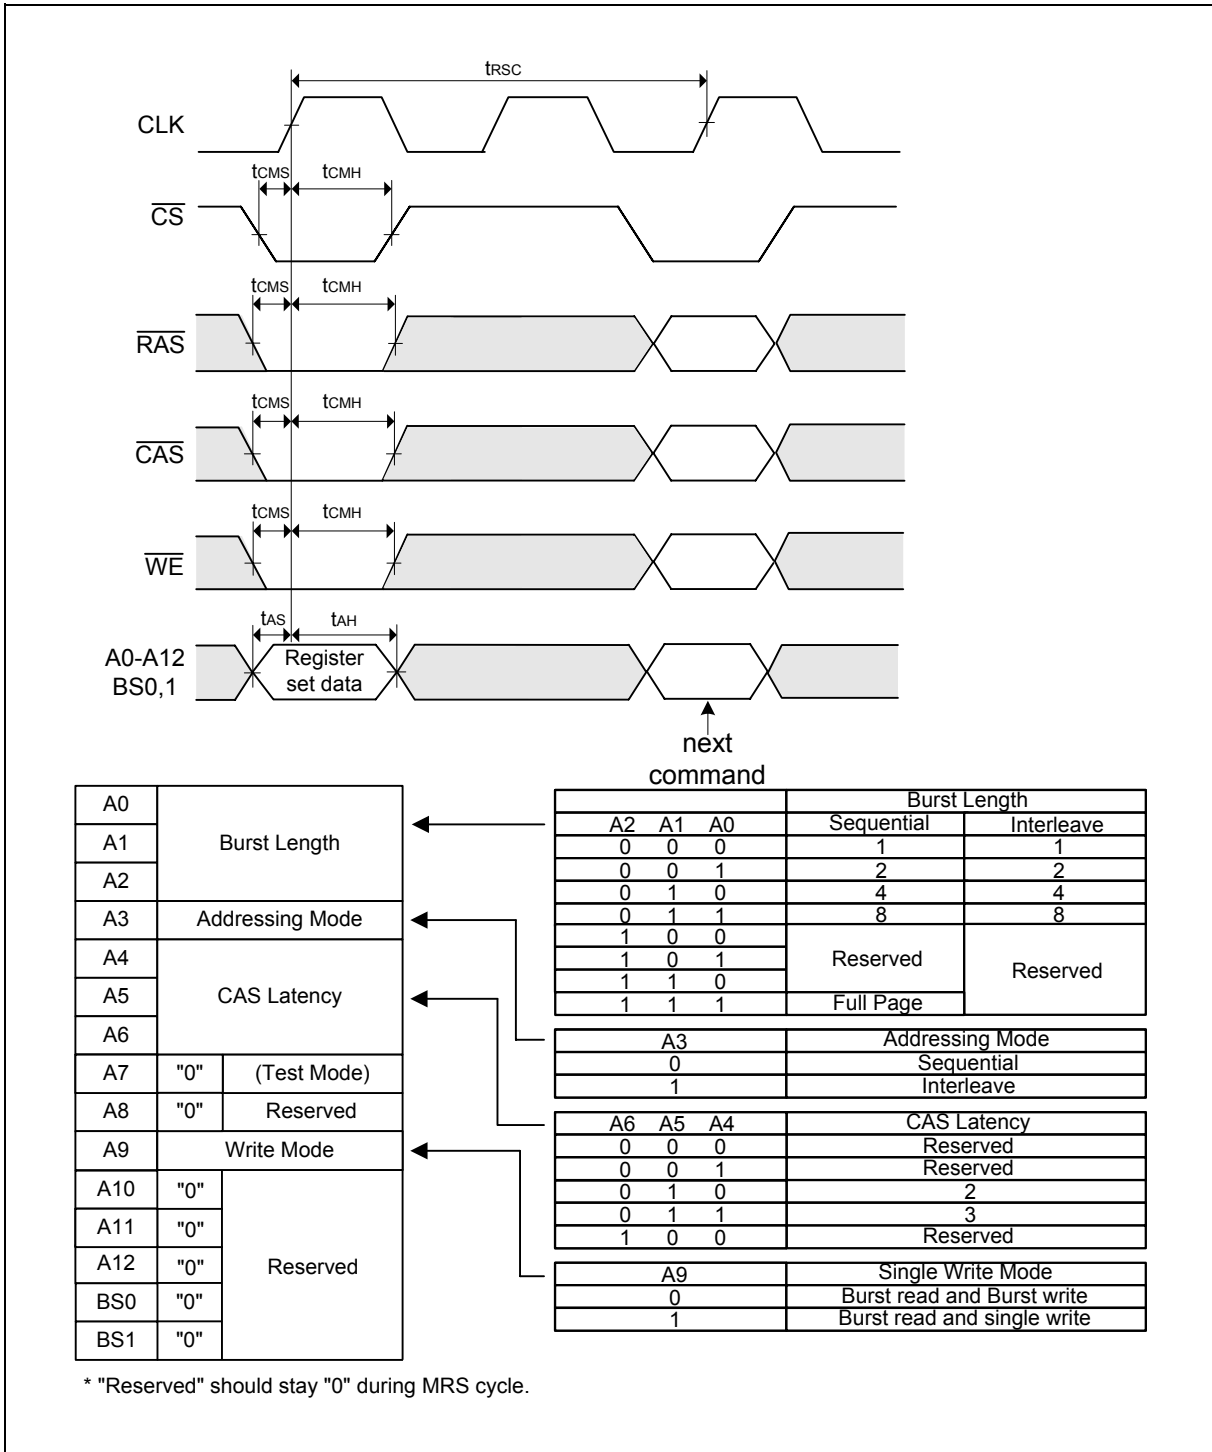 tRSC
CLK
tCMS tCMH
CS
tCMS tCMH
RAS
tCMS tCMH
CAS
tCMS tCMH
WE
tAS tAH
A0-A12
BS0,1
Register
set data
next
command
A0
A1 Burst Length
A2
A3 Addressing Mode
A4
A5 CAS Latency
A6
A7 "0" (Test Mode)
A8 "0" Reserved
A9 Write Mode
A10 "0"
A11 "0"
A12 "0" Reserved
BS0 "0"
BS1 "0"
Burst Length
A2 A1 A0 Sequential Interleave
0 0 0 1 1
0 0 1 2 2
0 1 0 4 4
0 1 1 8 8
1 0 0
1 0 1 Reserved Reserved
1 1 0
1 1 1 Full Page
A3 Addressing Mode
0 Sequential
1 Interleave
A6 A5 A4 CAS Latency
0 0 0 Reserved
0 0 1 Reserved
0 1 0 2
0 1 1 3
1 0 0 Reserved
A9 Single Write Mode
0 Burst read and Burst write
1 Burst read and single write
* "Reserved" should stay "0" during MRS cycle.